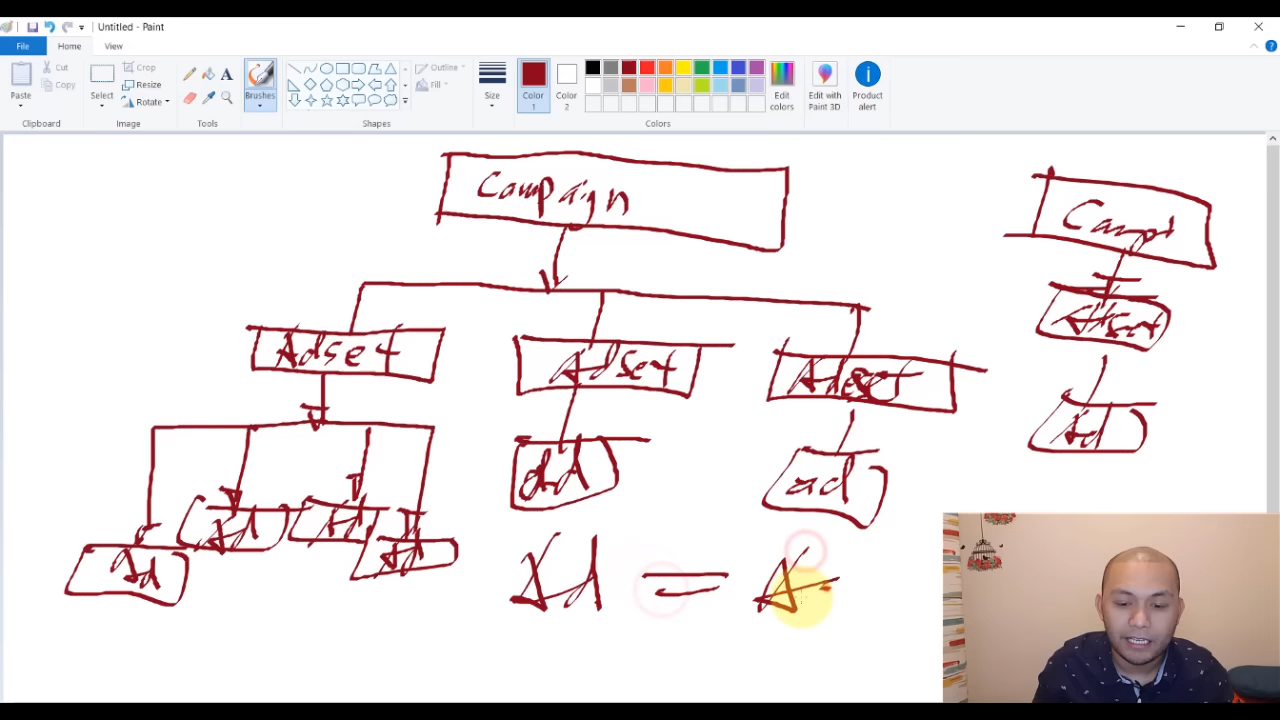 Untitled - Paint
File
Home
View
Paste
Cut
Copy
Clipboard
Select
Crop
Resize
Rotate
Image
Tools
Brushes
Shapes
Outline
Fill
Size
Color 1
Color 2
Edit colors
Colors
Edit with Paint 3D
Product alert
Campaign
Adset
Adset
Adset
Ad
Ad
Ad
Ad
ad
ad
Adset
Ad
Ad = A